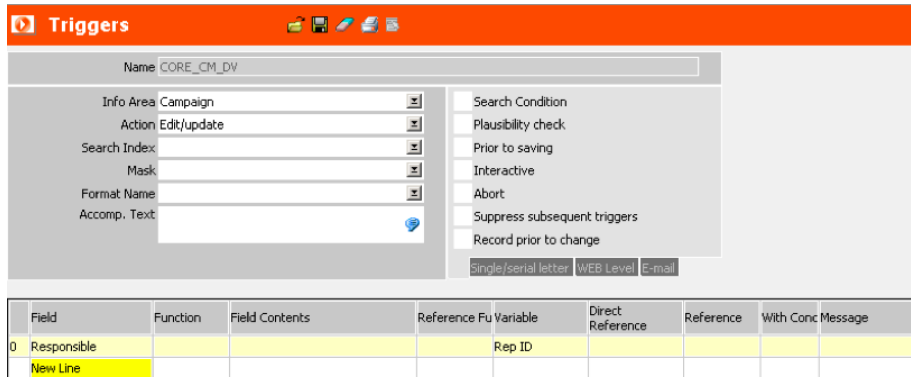 Triggers
Name CORE_CM_DV
Info Area Campaign
Action Edit/update
Search Index
Mask
Format Name
Accomp. Text
Search Condition
Plausibility check
Prior to saving
Interactive
Abort
Suppress subsequent triggers
Record prior to change
Single/serial letter WEB Level E-mail
Field Function Field Contents Reference Fu Variable Direct Reference Reference With Conc Message
0 Responsible Rep ID
New Line